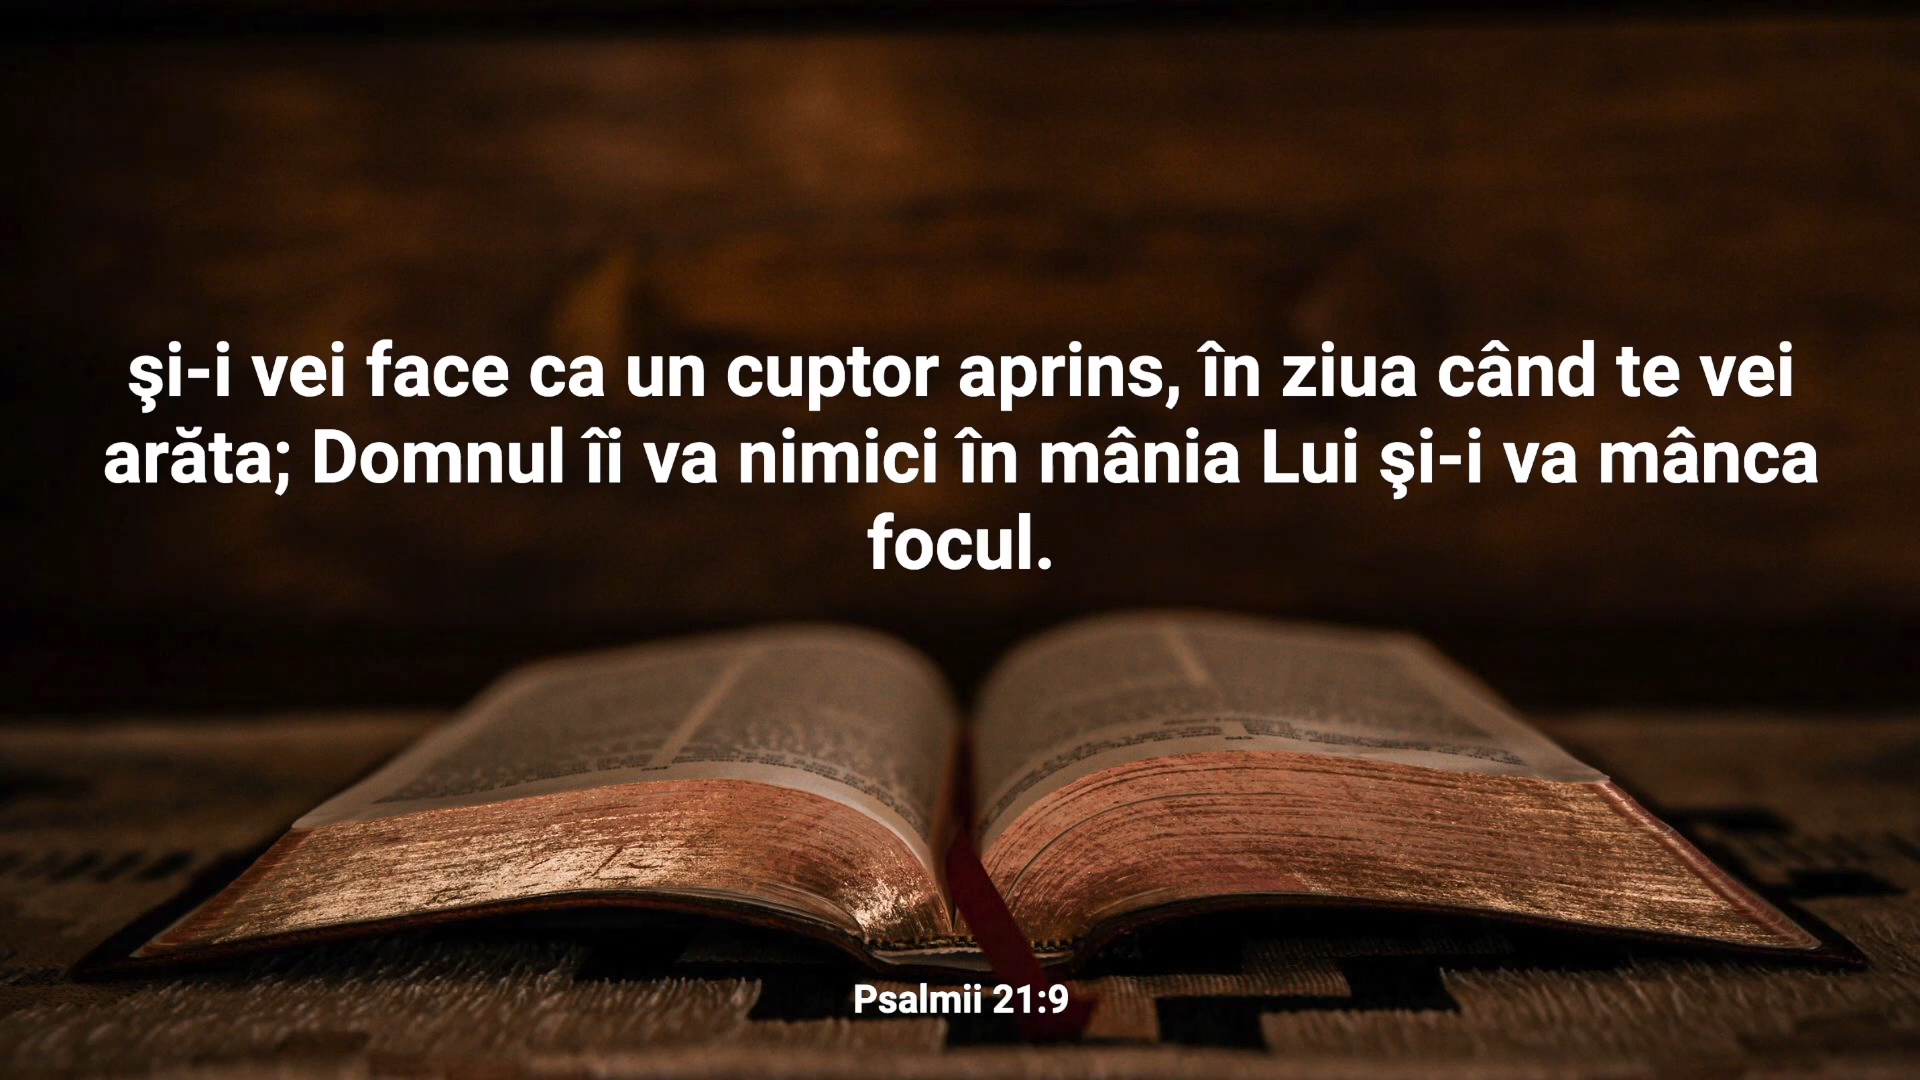 şi-i vei face ca un cuptor aprins, în ziua când te vei
arăta; Domnul îi va nimici în mânia Lui şi-i va mânca
focul.
Psalmii 21:9